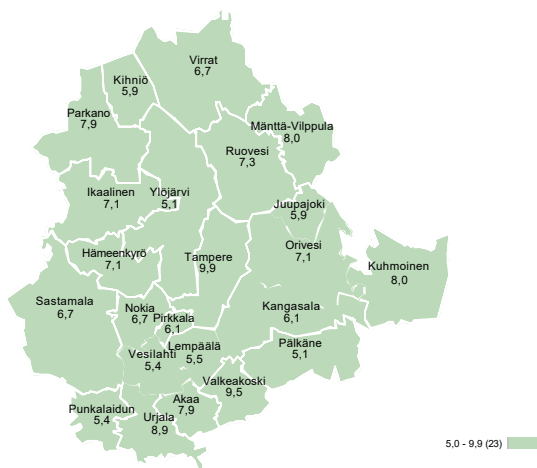 Virrat
6,7
Kihniö
5,9
Parkano
7,9
Mänttä-Vilppula
8,0
Ruovesi
7,3
Ikaalinen
7,1
Ylöjärvi
5,1
Juupajoki
5,9
Orivesi
7,1
Hämeenkyrö
7,1
Tampere
9,9
Kuhmoinen
8,0
Sastamala
6,7
Nokia
6,7
Pirkkala
6,1
Kangasala
6,1
Lempäälä
5,5
Vesilahti
5,4
Pälkäne
5,1
Valkeakoski
9,5
Akaa
7,9
Punkalaidun
5,4
Urjala
8,9
5,0 - 9,9 (23)